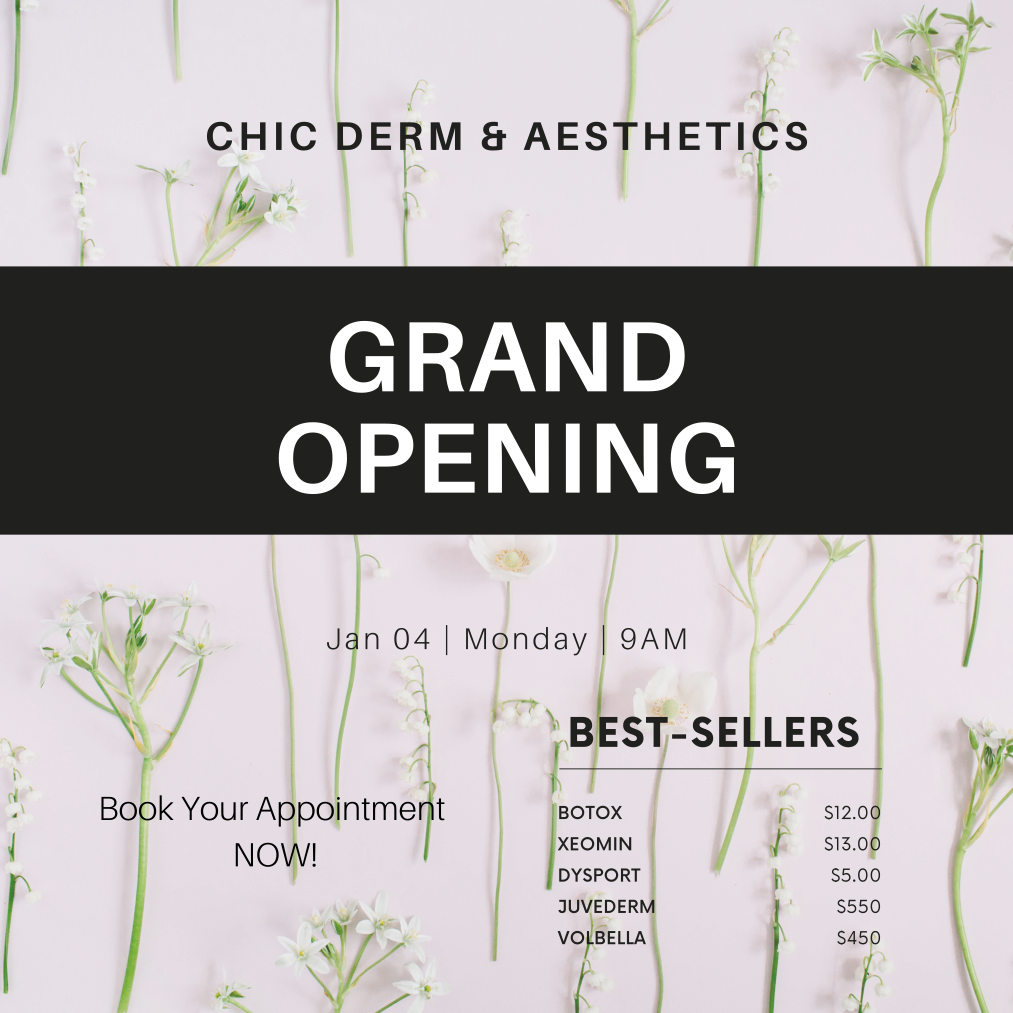 CHIC DERM & AESTHETICS
GRAND
OPENING
Jan 04 | Monday | 9AM
Book Your Appointment
NOW!
BEST-SELLERS
BOTOX $12.00
XEOMIN $13.00
DYSPORT $5.00
JUVEDERM $550
VOLBELLA $450